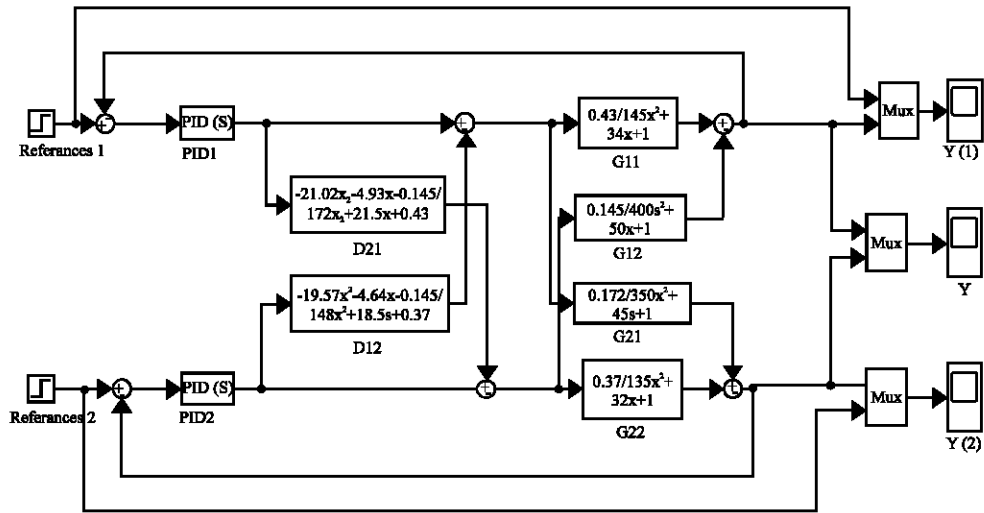 Referances 1
PID (S)
PID1
0.43/145x²+
34x+1
G11
Mux
Y (1)
-21.02x₂-4.93x-0.145/
172x₂+21.5x+0.43
D21
0.145/400s²+
50x+1
G12
Mux
Y
-19.57x²-4.64x-0.145/
148x²+18.5s+0.37
D12
0.172/350x²+
45s+1
G21
Referances 2
PID (S)
PID2
0.37/135x²+
32x+1
G22
Mux
Y (2)